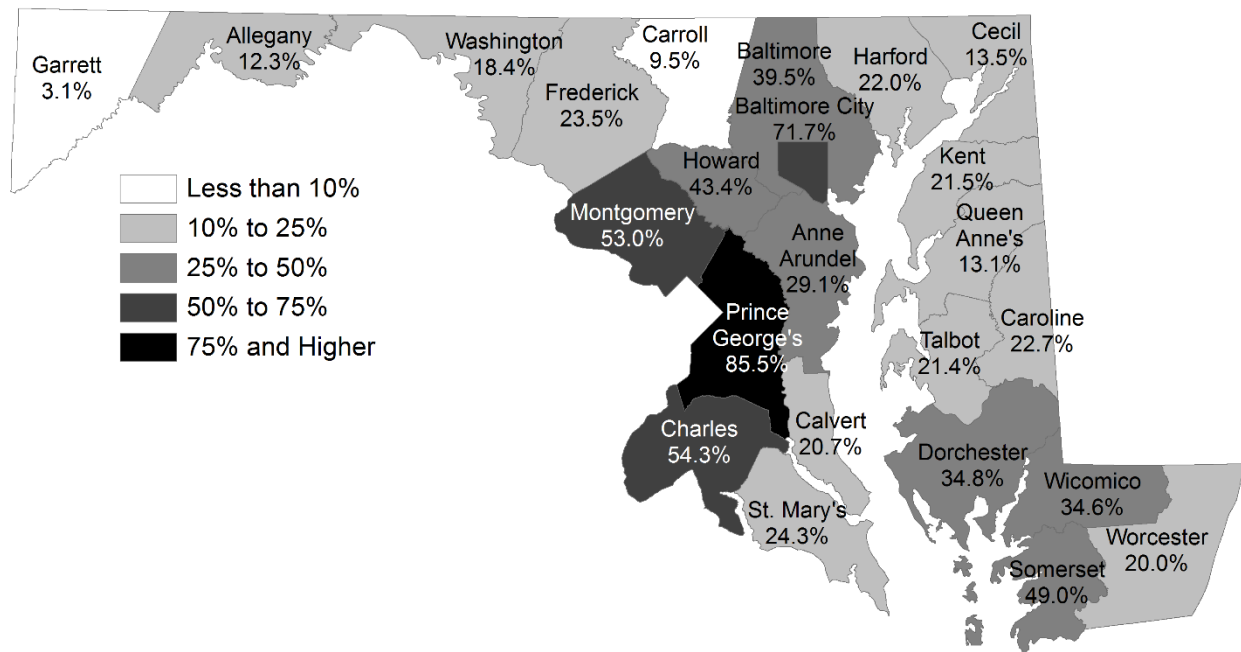 Garrett
3.1%
Allegany
12.3%
Washington
18.4%
Frederick
23.5%
Carroll
9.5%
Baltimore
39.5%
Baltimore City
71.7%
Harford
22.0%
Cecil
13.5%
Howard
43.4%
Montgomery
53.0%
Anne
Arundel
29.1%
Kent
21.5%
Queen
Anne's
13.1%
Prince
George's
85.5%
Talbot
21.4%
Caroline
22.7%
Charles
54.3%
Calvert
20.7%
St. Mary's
24.3%
Dorchester
34.8%
Wicomico
34.6%
Worcester
20.0%
Somerset
49.0%
Less than 10%
10% to 25%
25% to 50%
50% to 75%
75% and Higher